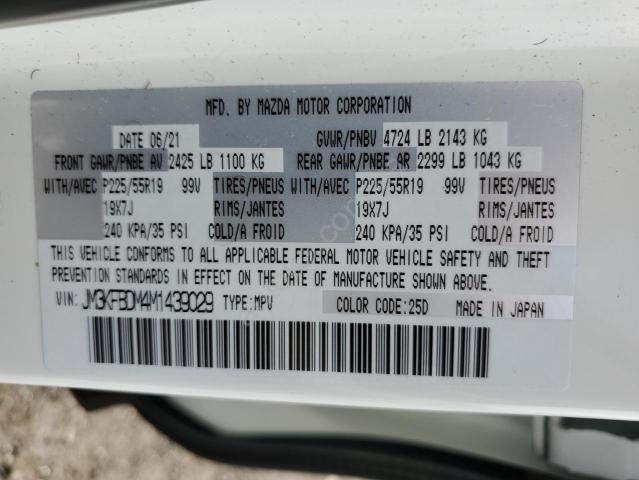 MFD. BY MAZDA MOTOR CORPORATION
DATE 06/21 GVWR/PNBV 4724 LB 2143 KG
FRONT GAWR/PNBE AV 2425 LB 1100 KG REAR GAWR/PNBE AR 2299 LB 1043 KG
WITH/AVEC P225/55R19 99V TIRES/PNEUS WITH/AVEC P225/55R19 99V TIRES/PNEUS
19X7J RIMS/JANTES 19X7J RIMS/JANTES
240 KPA/35 PSI COLD/A FROID 240 KPA/35 PSI COLD/A FROID
THIS VEHICLE CONFORMS TO ALL APPLICABLE FEDERAL MOTOR VEHICLE SAFETY AND THEFT
PREVENTION STANDARDS IN EFFECT ON THE DATE OF MANUFACTURE SHOWN ABOVE.
VIN: JM3KFBDM4M1439029 TYPE:MPV COLOR CODE:25D MADE IN JAPAN